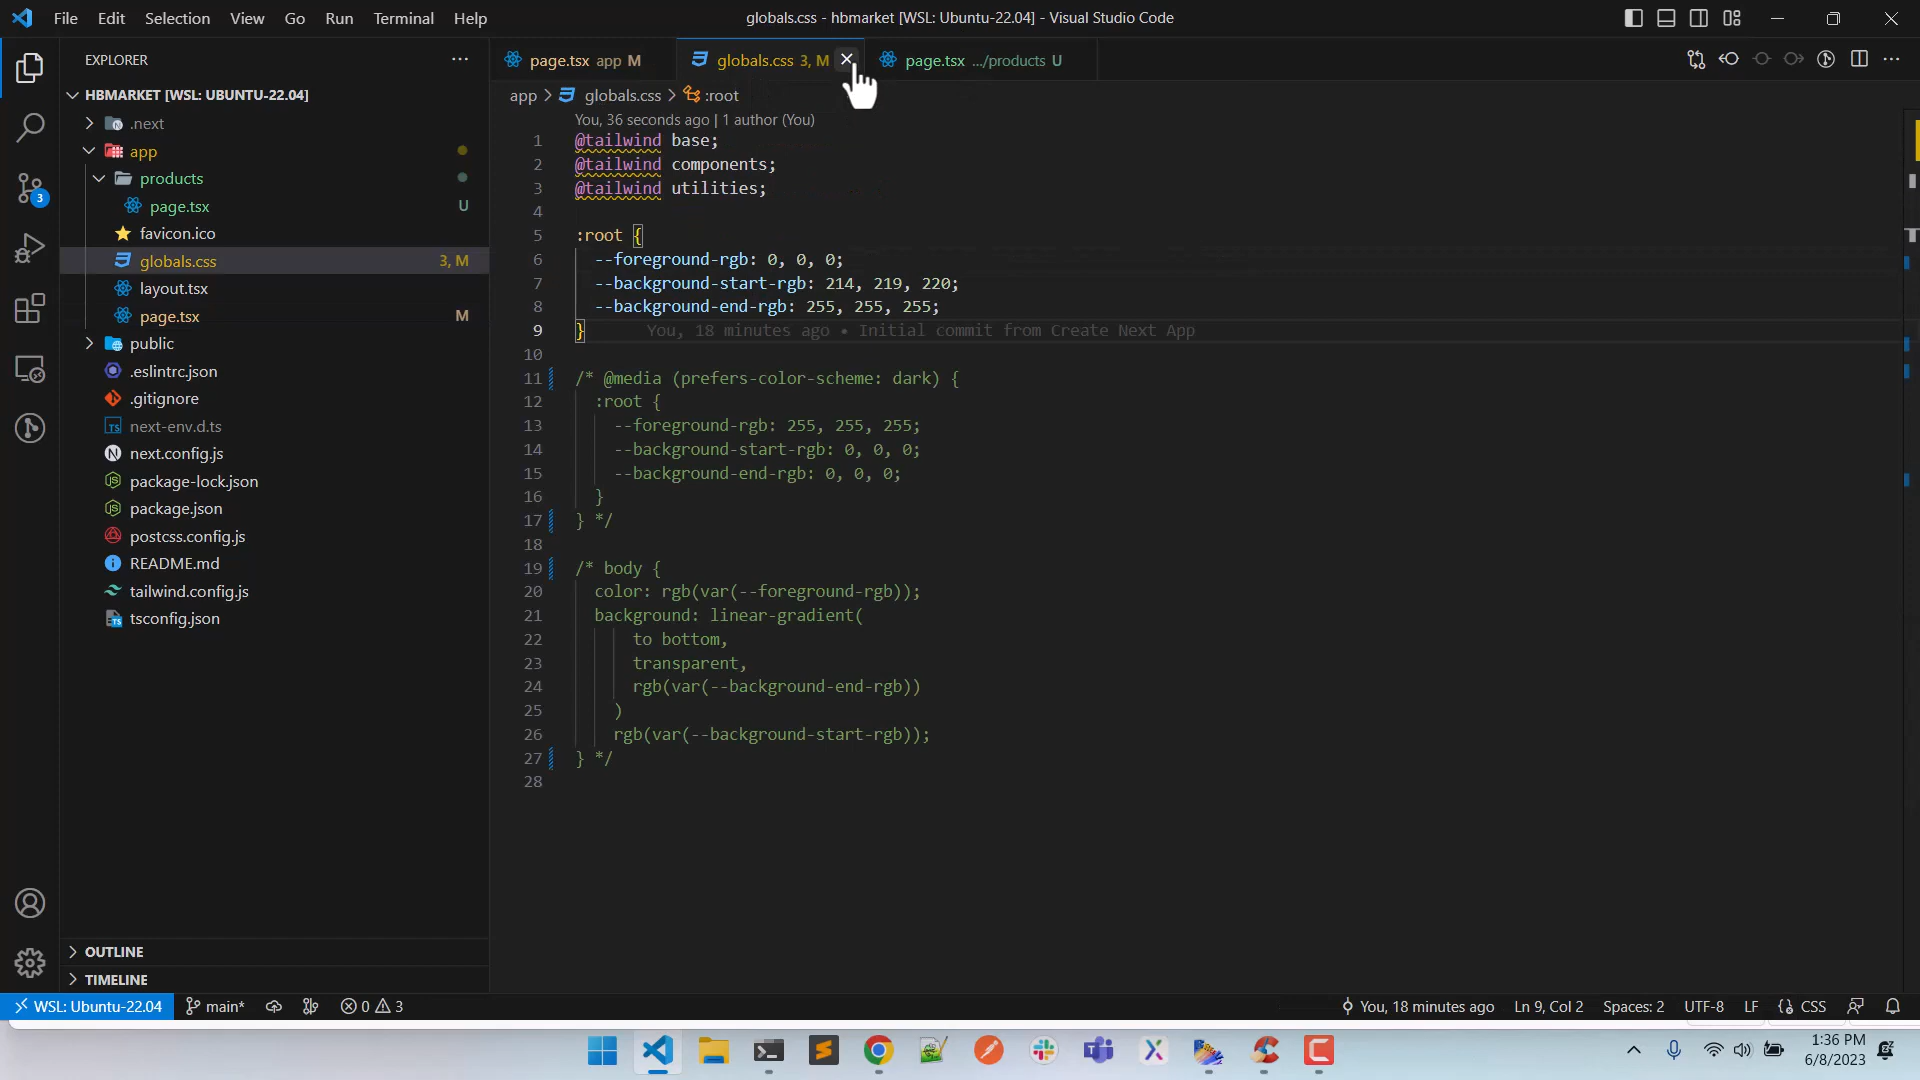 File Edit Selection View Go Run Terminal Help
globals.css - hbmarket [WSL: Ubuntu-22.04] - Visual Studio Code
EXPLORER
page.tsx app M
globals.css 3, M
page.tsx .../products U
HBMARKET [WSL: UBUNTU-22.04]
.next
app
products
page.tsx U
favicon.ico
globals.css 3, M
layout.tsx
page.tsx M
public
.eslintrc.json
.gitignore
next-env.d.ts
next.config.js
package-lock.json
package.json
postcss.config.js
README.md
tailwind.config.js
tsconfig.json
OUTLINE
TIMELINE
3
app > globals.css > :root
You, 36 seconds ago | 1 author (You)
1 @tailwind base;
2 @tailwind components;
3 @tailwind utilities;
4
5 :root {
6 --foreground-rgb: 0, 0, 0;
7 --background-start-rgb: 214, 219, 220;
8 --background-end-rgb: 255, 255, 255;
9 } You, 18 minutes ago • Initial commit from Create Next App
10
11 /* @media (prefers-color-scheme: dark) {
12 :root {
13 --foreground-rgb: 255, 255, 255;
14 --background-start-rgb: 0, 0, 0;
15 --background-end-rgb: 0, 0, 0;
16 }
17 } */
18
19 /* body {
20 color: rgb(var(--foreground-rgb));
21 background: linear-gradient(
22 to bottom,
23 transparent,
24 rgb(var(--background-end-rgb))
25 )
26 rgb(var(--background-start-rgb));
27 } */
28
WSL: Ubuntu-22.04 main* 0 3
You, 18 minutes ago Ln 9, Col 2 Spaces: 2 UTF-8 LF {} CSS
1:36 PM
6/8/2023